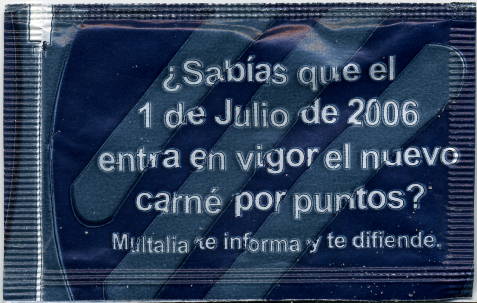 ¿Sabías que el
1 de Julio de 2006
entra en vigor el nuevo
carné por puntos?
Multalia te informa y te difiende.